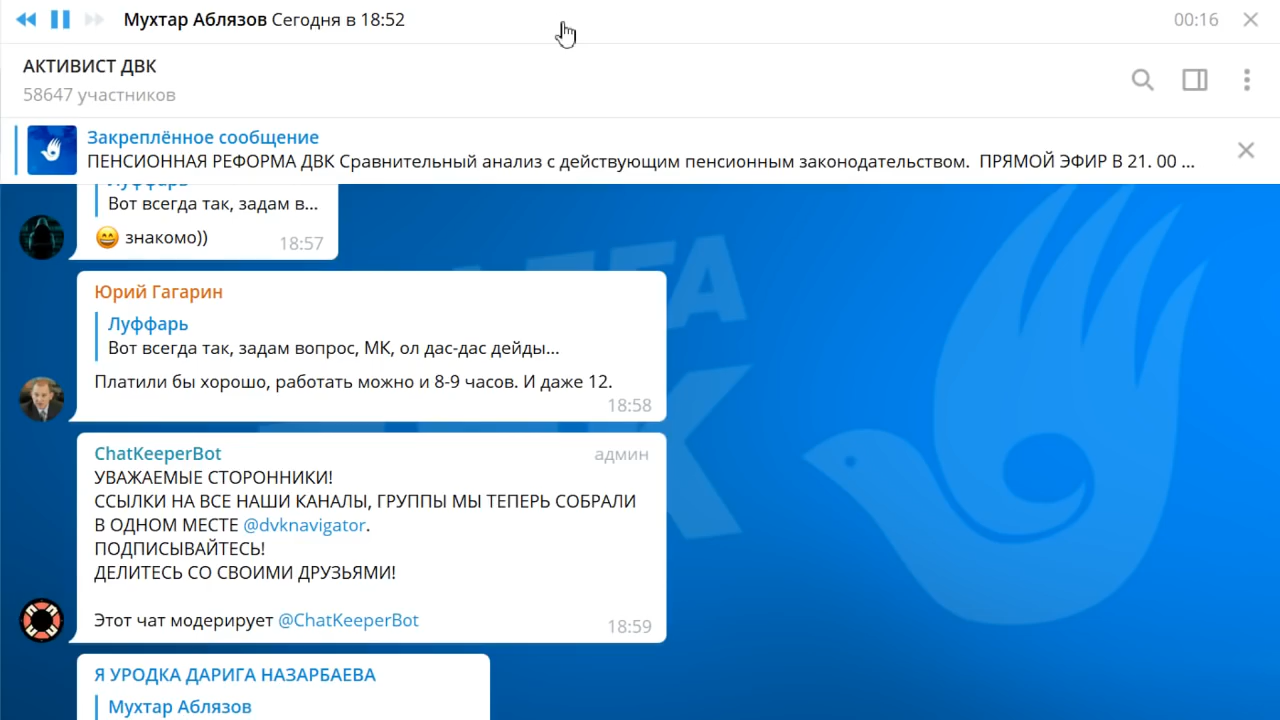 Мухтар Аблязов Сегодня в 18:52
00:16
АКТИВИСТ ДВК
58647 участников
Закреплённое сообщение
ПЕНСИОННАЯ РЕФОРМА ДВК Сравнительный анализ с действующим пенсионным законодательством.  ПРЯМОЙ ЭФИР В 21. 00 ...
Луффарь
Вот всегда так, задам в...
😄 знакомо))
18:57
Юрий Гагарин
Луффарь
Вот всегда так, задам вопрос, МК, ол дас-дас дейды...
Платили бы хорошо, работать можно и 8-9 часов. И даже 12.
18:58
ChatKeeperBot
админ
УВАЖАЕМЫЕ СТОРОННИКИ!
ССЫЛКИ НА ВСЕ НАШИ КАНАЛЫ, ГРУППЫ МЫ ТЕПЕРЬ СОБРАЛИ
В ОДНОМ МЕСТЕ @dvknavigator.
ПОДПИСЫВАЙТЕСЬ!
ДЕЛИТЕСЬ СО СВОИМИ ДРУЗЬЯМИ!
Этот чат модерирует @ChatKeeperBot
18:59
Я УРОДКА ДАРИГА НАЗАРБАЕВА
Мухтар Аблязов